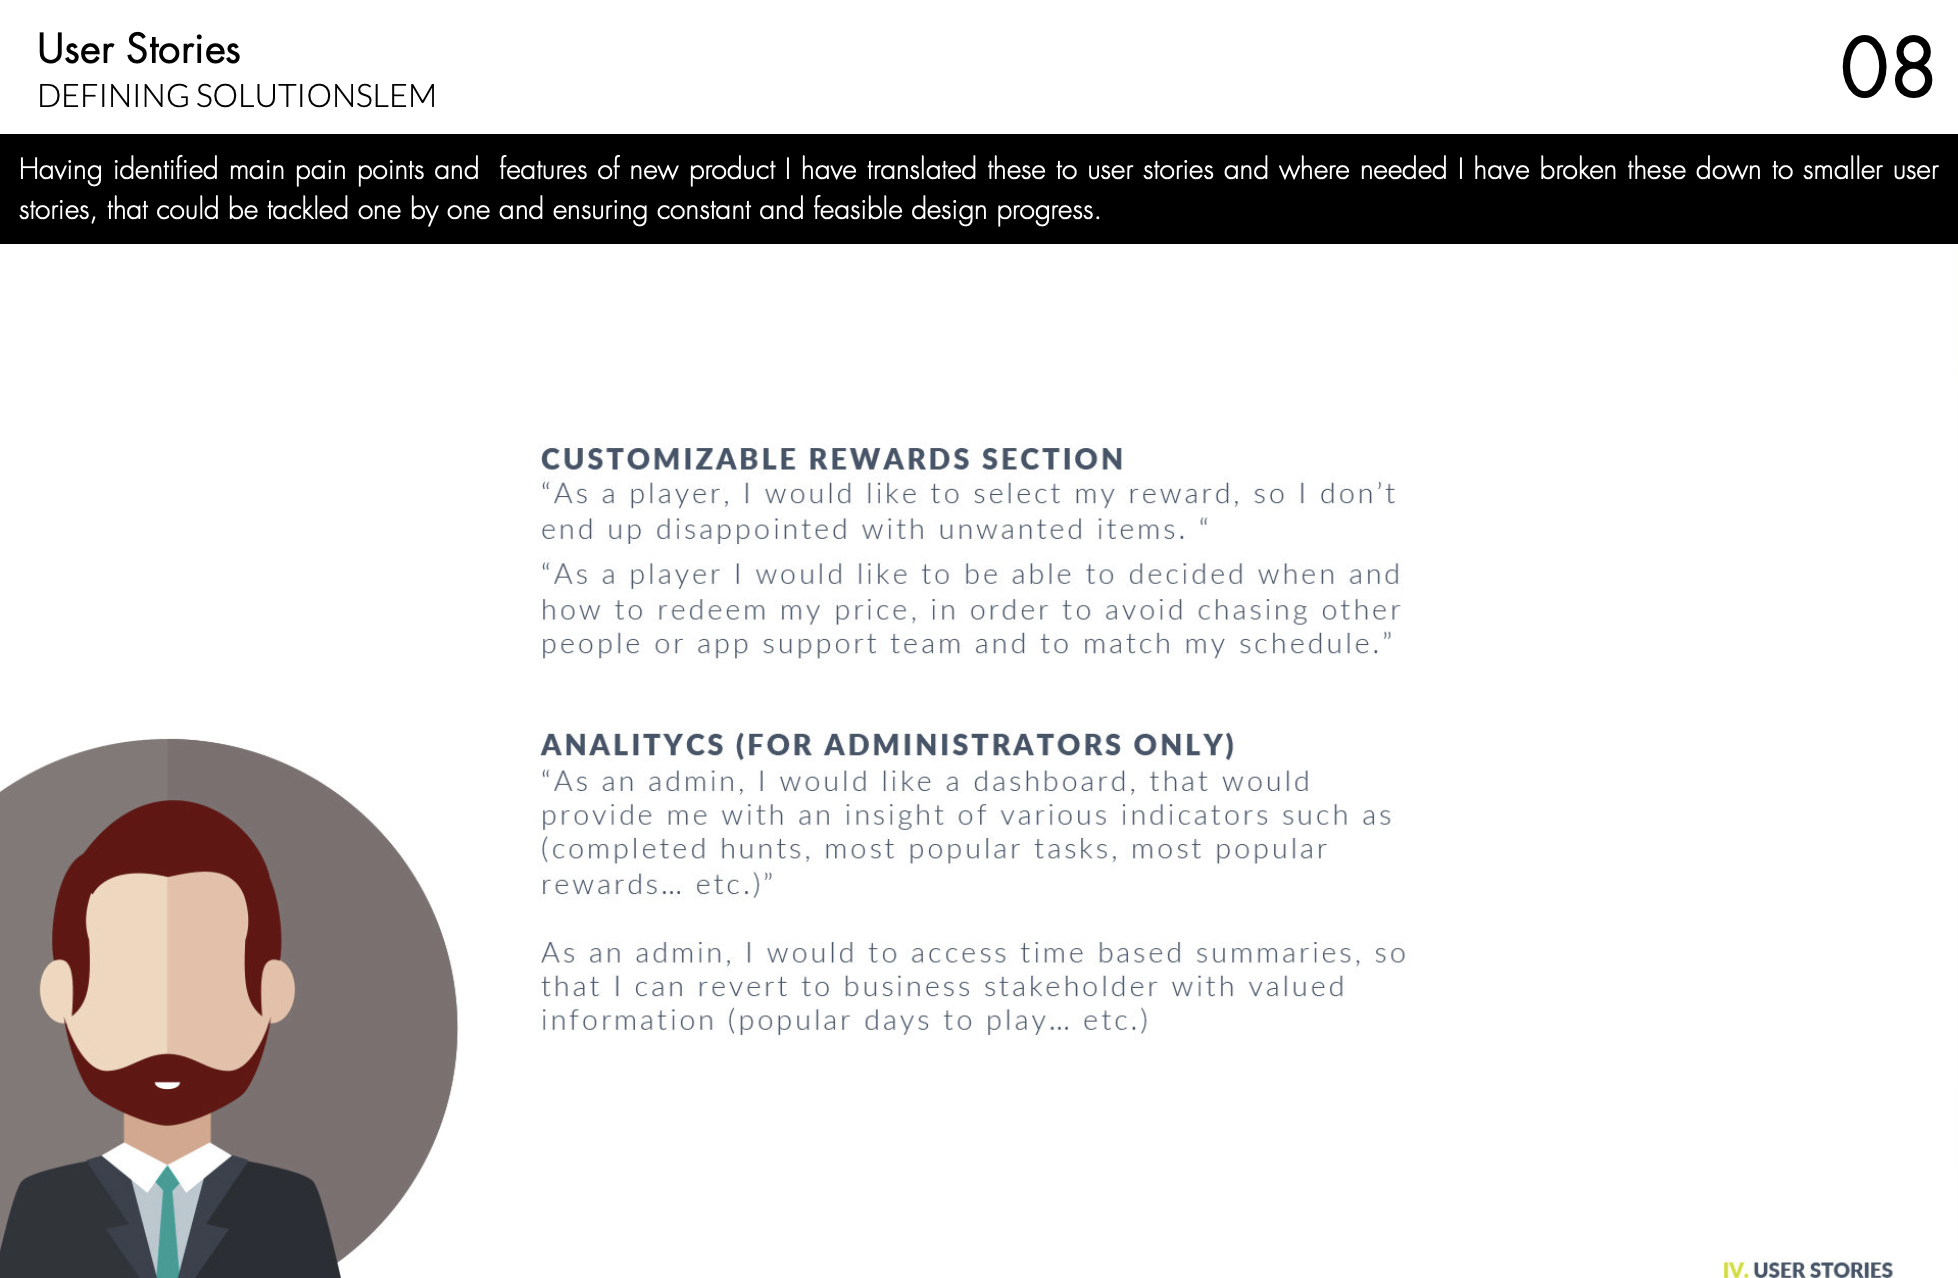 User Stories
08
DEFINING SOLUTIONSLEM
Having identified main pain points and features of new product I have translated these to user stories and where needed I have broken these down to smaller user
stories, that could be tackled one by one and ensuring constant and feasible design progress.
CUSTOMIZABLE REWARDS SECTION
“As a player, I would like to select my reward, so I don’t
end up disappointed with unwanted items. “
“As a player I would like to be able to decided when and
how to redeem my price, in order to avoid chasing other
people or app support team and to match my schedule.”
ANALITYCS (FOR ADMINISTRATORS ONLY)
“As an admin, I would like a dashboard, that would
provide me with an insight of various indicators such as
(completed hunts, most popular tasks, most popular
rewards... etc.)”
As an admin, I would to access time based summaries, so
that I can revert to business stakeholder with valued
information (popular days to play... etc.)
IV. USER STORIES